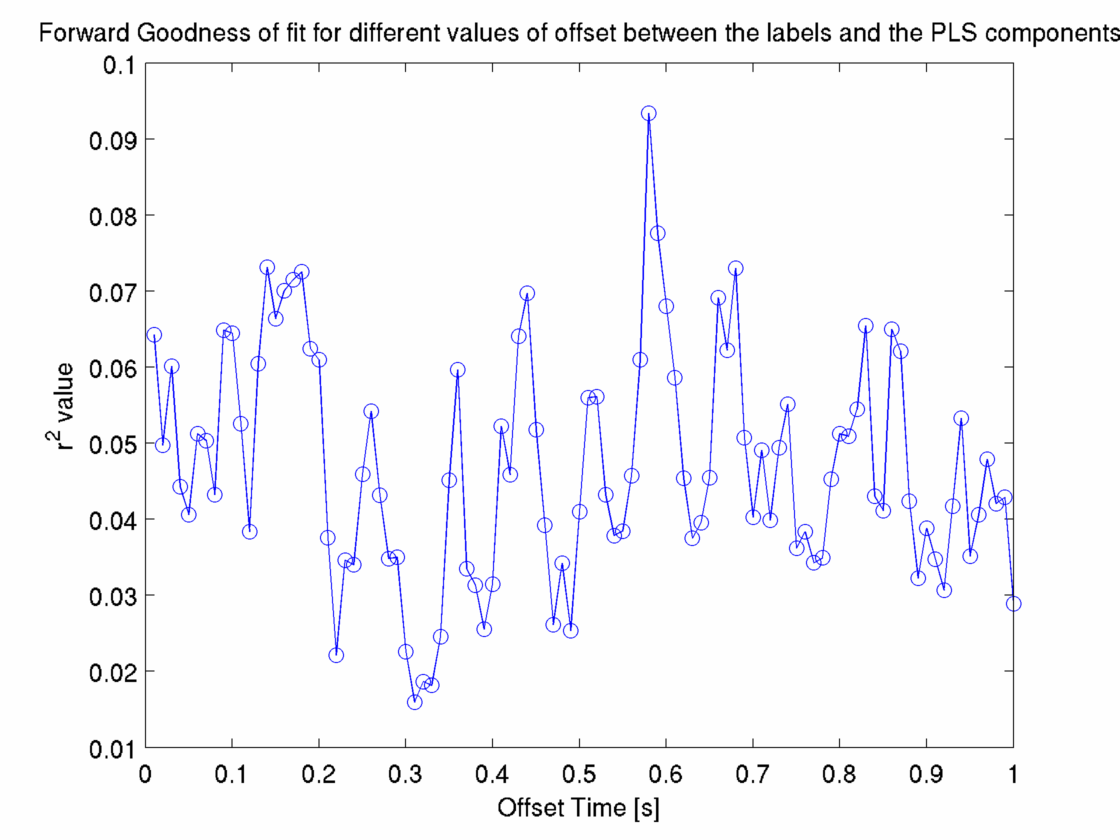 Forward Goodness of fit for different values of offset between the labels and the PLS components
0.1
0.09
0.08
0.07
0.06
0.05
0.04
0.03
0.02
0.01
r² value
0 0.1 0.2 0.3 0.4 0.5 0.6 0.7 0.8 0.9 1
Offset Time [s]